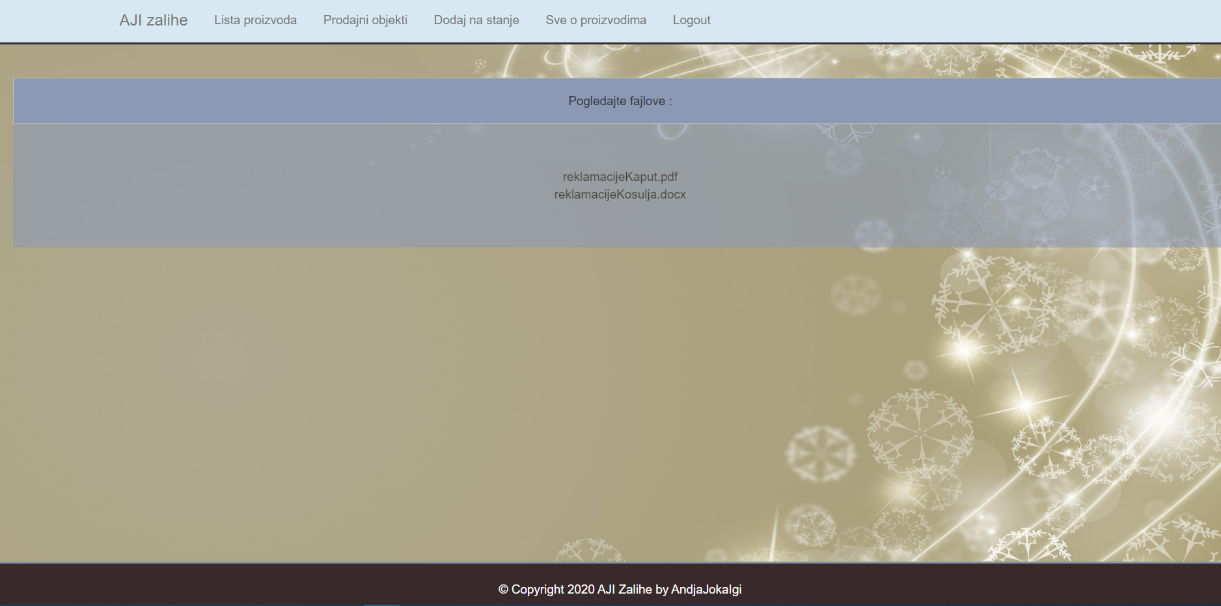 AJI zalihe Lista proizvoda Prodajni objekti Dodaj na stanje Sve o proizvodima Logout
Pogledajte fajlove :
reklamacijeKaput.pdf
reklamacijeKosulja.docx
© Copyright 2020 AJI Zalihe by AndjaJokaIgi